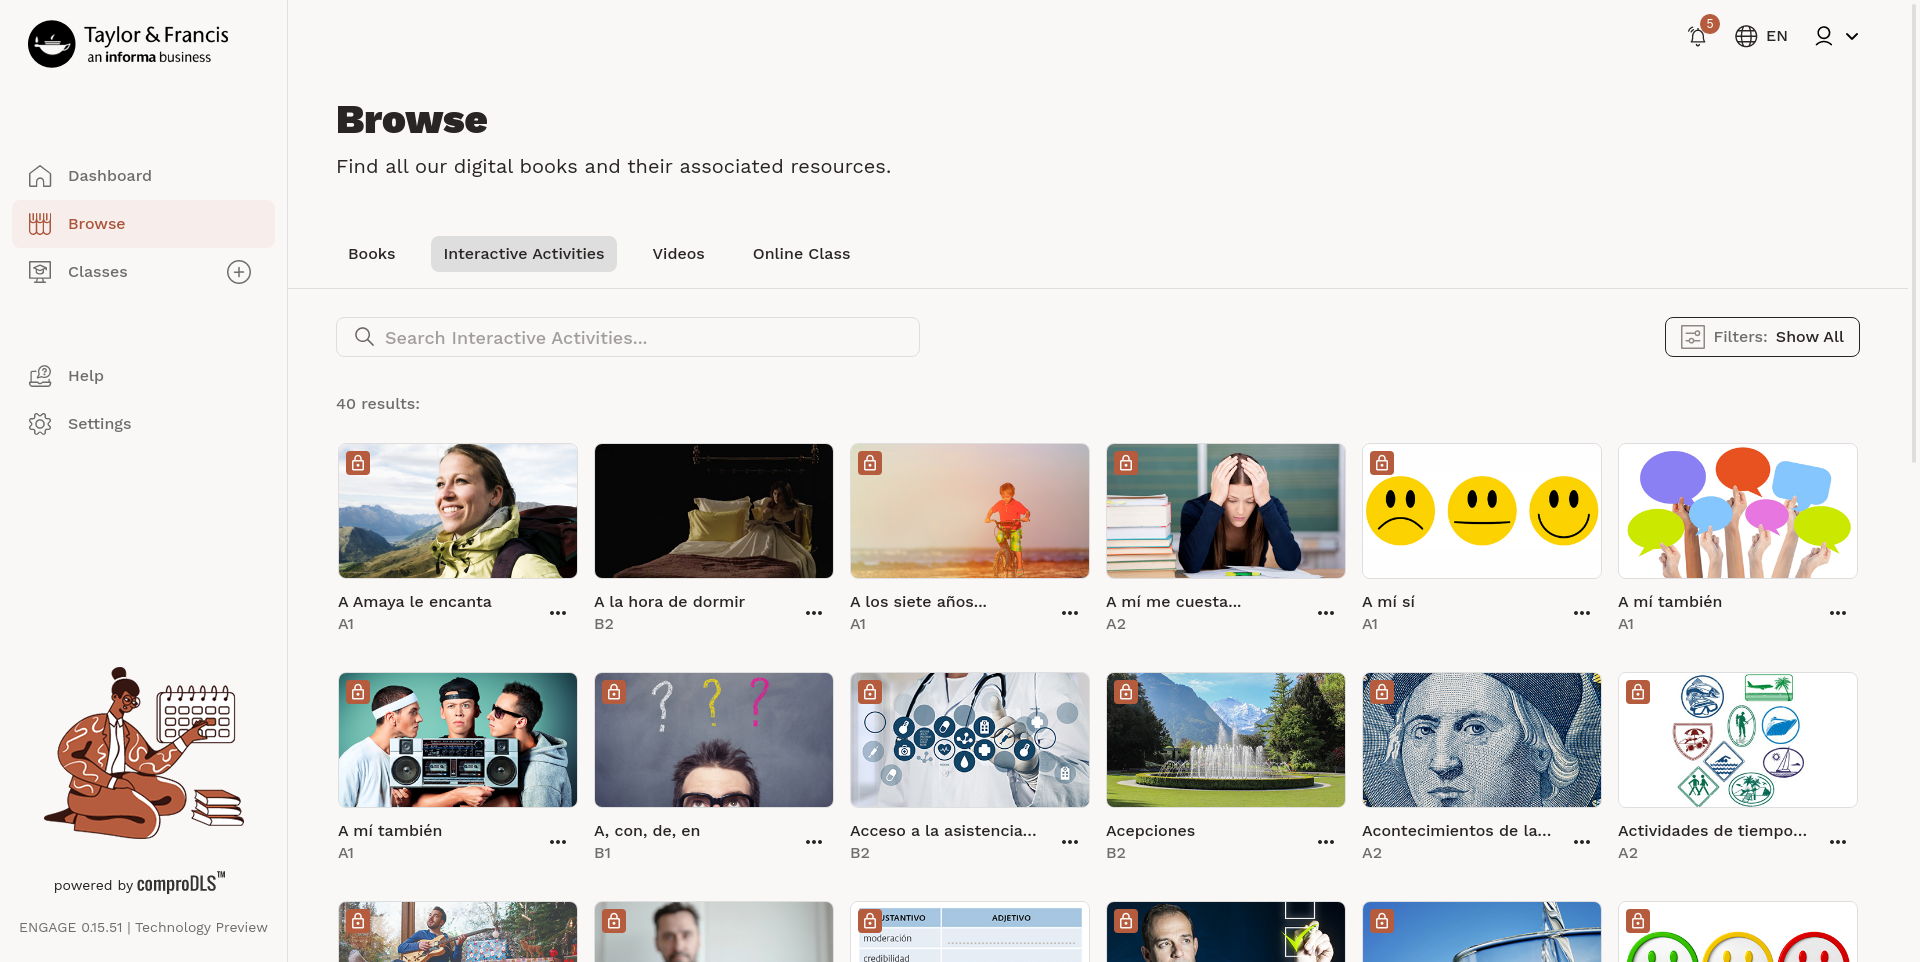 Taylor & Francis
an informa business
5
EN
Browse
Find all our digital books and their associated resources.
Dashboard
Browse
Classes
Help
Settings
Books
Interactive Activities
Videos
Online Class
Search Interactive Activities...
Filters: Show All
40 results:
A Amaya le encanta
A1
A la hora de dormir
B2
A los siete años...
A1
A mí me cuesta...
A2
A mí sí
A1
A mí también
A1
???
A mí también
A1
A, con, de, en
B1
Acceso a la asistencia...
B2
Acepciones
B2
Acontecimientos de la...
A2
Actividades de tiempo...
A2
USTANTIVO
ADJETIVO
moderación
credibilidad
powered by comproDLS™
ENGAGE 0.15.51 | Technology Preview